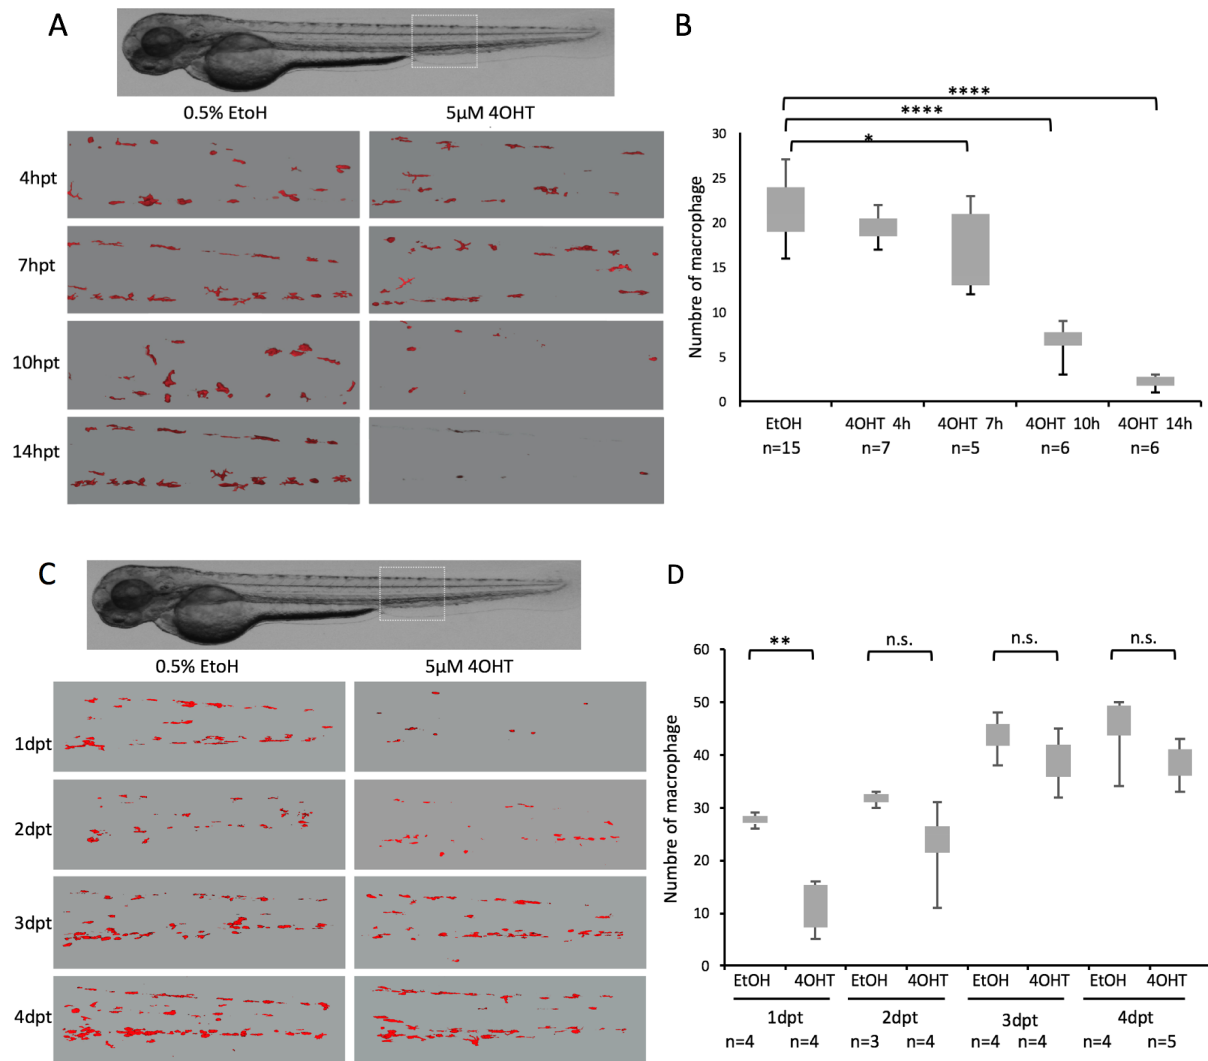 A
0.5% EtoH
5µM 4OHT
4hpt
7hpt
10hpt
14hpt
B
****
****
*
Numbre of macrophage
30
25
20
15
10
5
0
EtOH
4OHT 4h
4OHT 7h
4OHT 10h
4OHT 14h
n=15
n=7
n=5
n=6
n=6
C
0.5% EtoH
5µM 4OHT
1dpt
2dpt
3dpt
4dpt
D
**
n.s.
n.s.
n.s.
Numbre of macrophage
60
50
40
30
20
10
0
EtOH 4OHT EtOH 4OHT EtOH 4OHT EtOH 4OHT
1dpt 2dpt 3dpt 4dpt
n=4 n=4 n=3 n=4 n=4 n=4 n=4 n=5